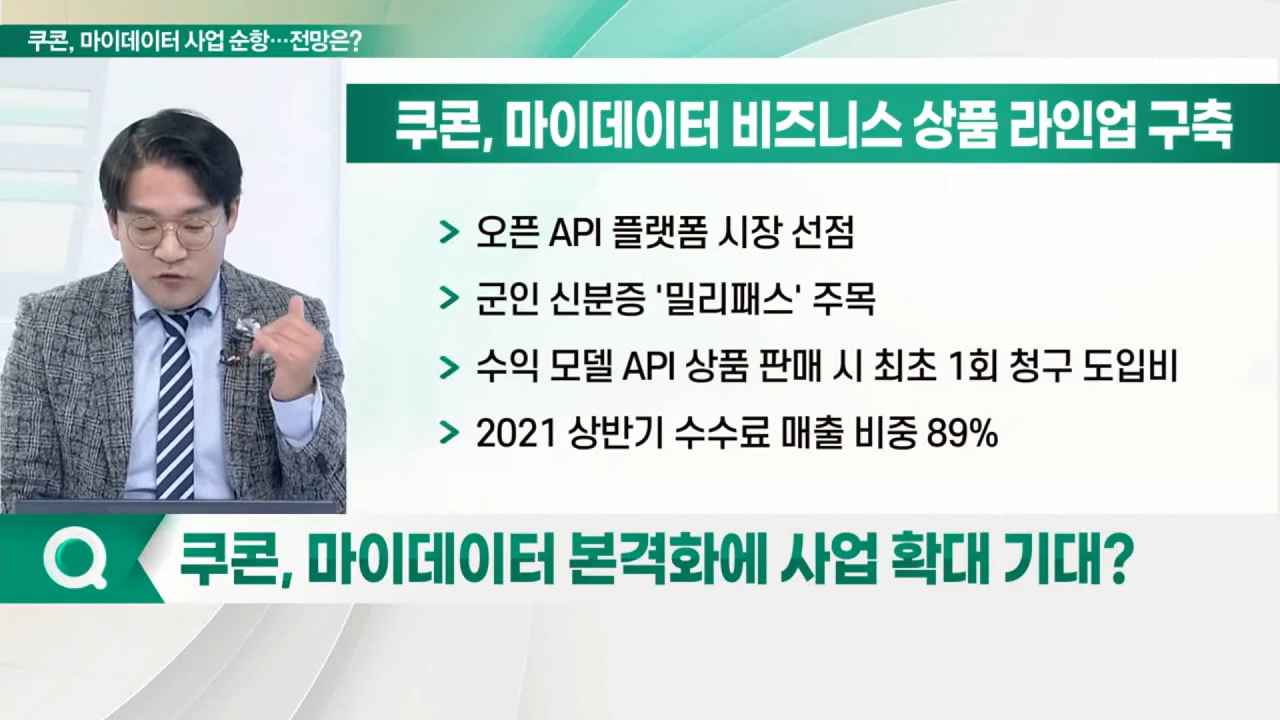 쿠콘, 마이데이터 사업 순항…전망은?
쿠콘, 마이데이터 비즈니스 상품 라인업 구축
> 오픈 API 플랫폼 시장 선점
> 군인 신분증 '밀리패스' 주목
> 수익 모델 API 상품 판매 시 최초 1회 청구 도입비
> 2021 상반기 수수료 매출 비중 89%
Q 쿠콘, 마이데이터 본격화에 사업 확대 기대?